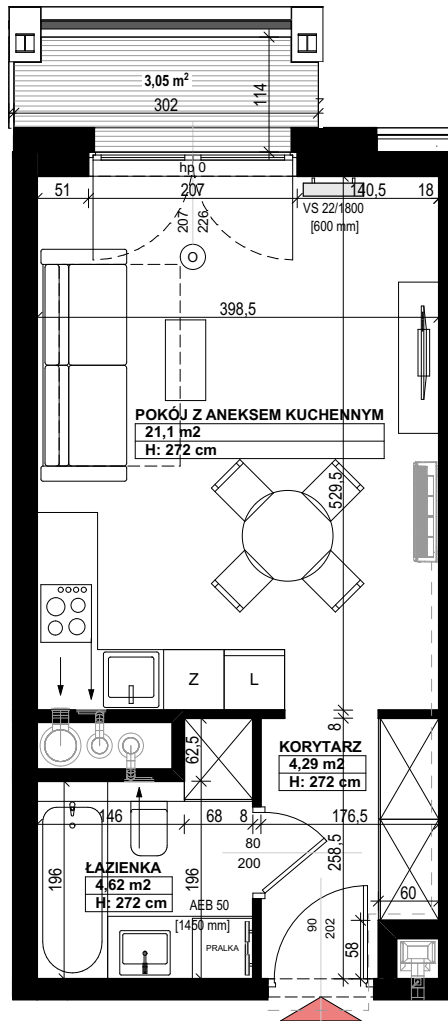 3,05 m²
302
114
hp 0
51
207
140,5
18
207
226
VS 22/1800
[600 mm]
O
398,5
POKÓJ Z ANEKSEM KUCHENNYM
21,1 m2
H: 272 cm
529,5
Z
L
8
62,5
KORYTARZ
4,29 m2
H: 272 cm
146
68
8
176,5
80
200
258,5
196
ŁAZIENKA
4,62 m2
H: 272 cm
196
AEB 50
[1450 mm]
PRALKA
60
90
202
58